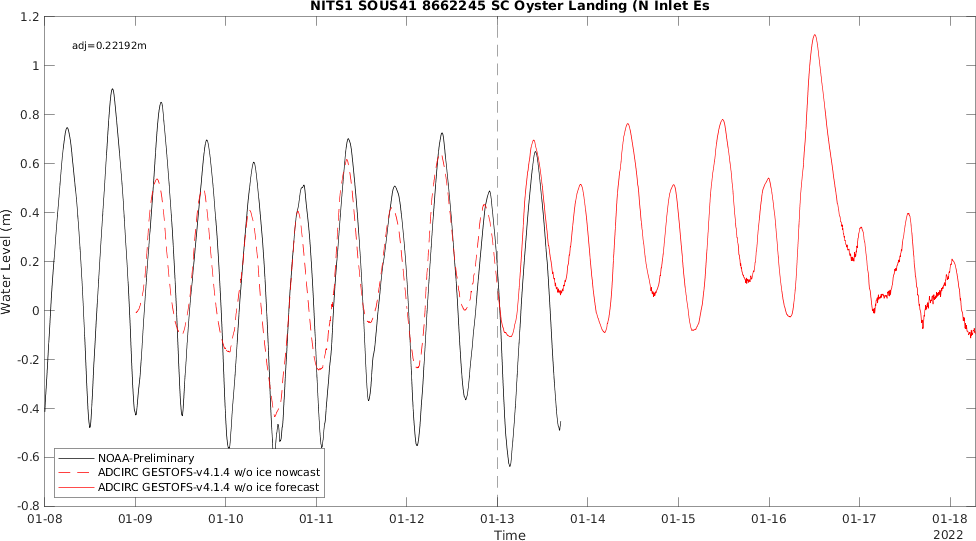 NITS1 SOUS41 8662245 SC Oyster Landing (N Inlet Es
adj=0.22192m
Water Level (m)
1.2
1
0.8
0.6
0.4
0.2
0
-0.2
-0.4
-0.6
-0.8
NOAA-Preliminary
ADCIRC GESTOFS-v4.1.4 w/o ice nowcast
ADCIRC GESTOFS-v4.1.4 w/o ice forecast
01-08 01-09 01-10 01-11 01-12 01-13 01-14 01-15 01-16 01-17 01-18
Time 2022